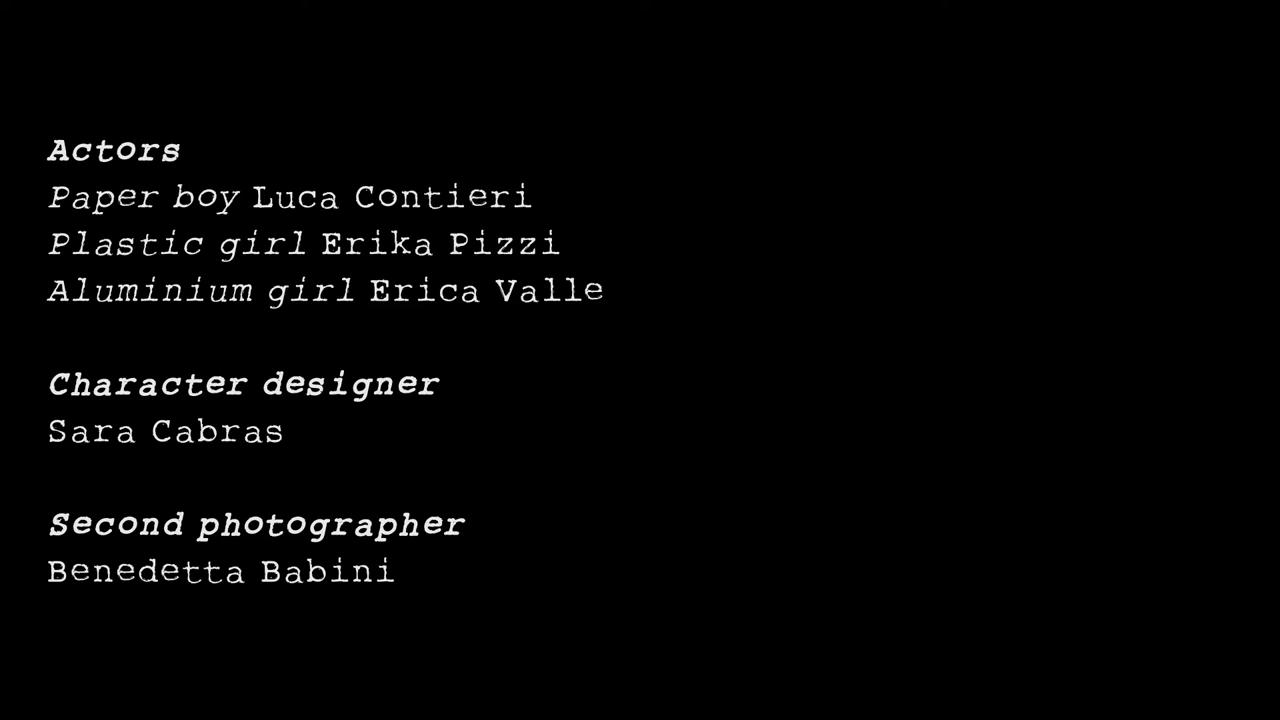 Actors
Paper boy Luca Contieri
Plastic girl Erika Pizzi
Aluminium girl Erica Valle
Character designer
Sara Cabras
Second photographer
Benedetta Babini